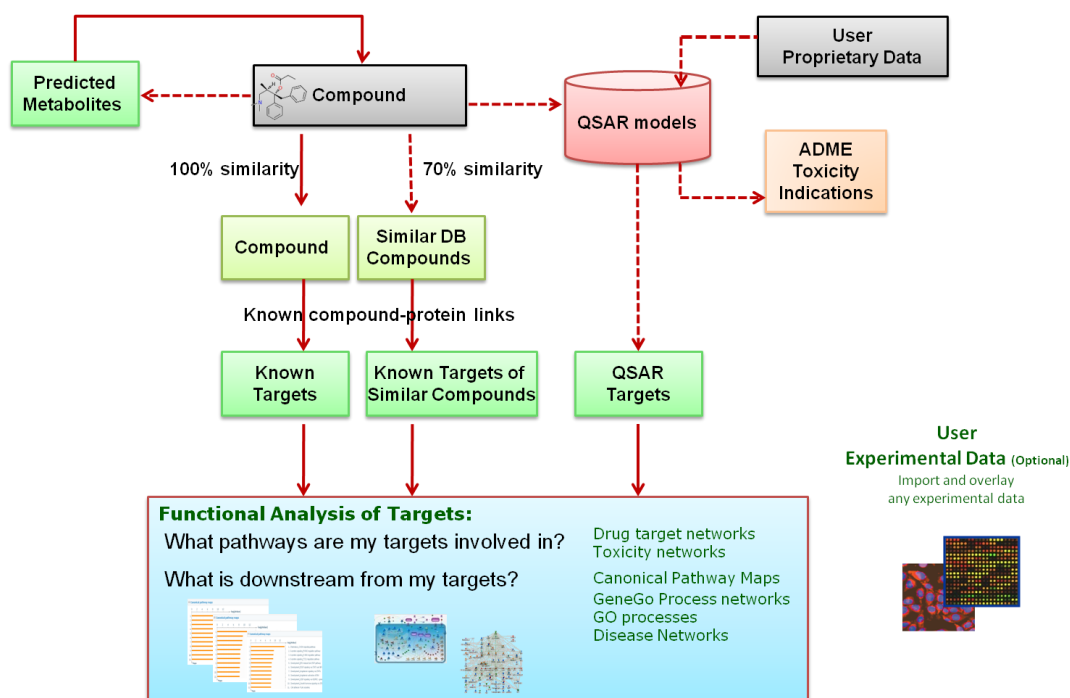 User
Proprietary Data
Predicted
Metabolites
Compound
QSAR models
ADME
Toxicity
Indications
100% similarity
70% similarity
Compound
Similar DB
Compounds
Known compound-protein links
Known
Targets
Known Targets of
Similar Compounds
QSAR
Targets
User
Experimental Data (Optional)
Import and overlay
any experimental data
Functional Analysis of Targets:
What pathways are my targets involved in?
What is downstream from my targets?
Drug target networks
Toxicity networks
Canonical Pathway Maps
GeneGo Process networks
GO processes
Disease Networks